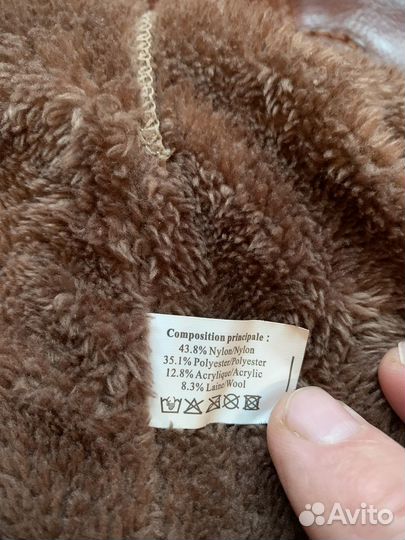 Composition principale :
43.8% Nylon/Nylon
35.1% Polyester/Polyester
12.8% Acrylique/Acrylic
8.3% Laine/Wool
Avito